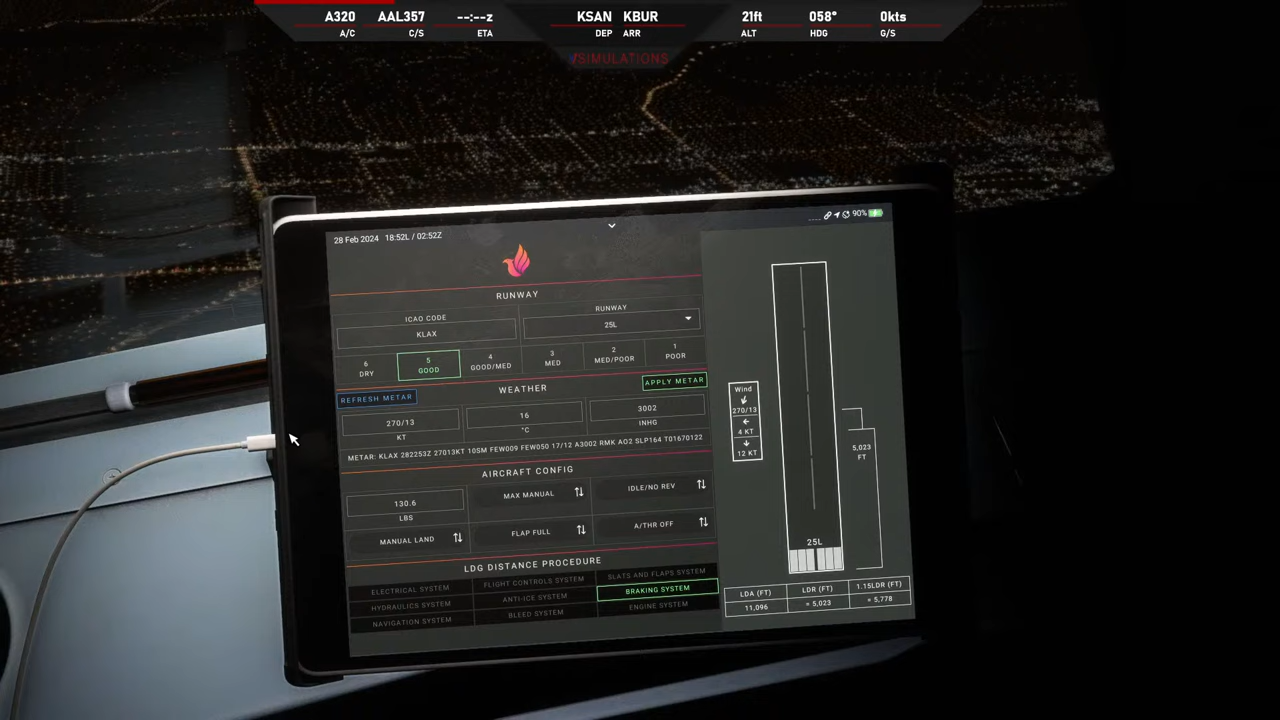 A320 AAL357 --:--z KSAN KBUR 21ft 058° 0kts
A/C C/S ETA DEP ARR ALT HDG G/S
/SIMULATIONS
28 Feb 2024 18:52L / 02:52Z
90%
RUNWAY
ICAO CODE
KLAX
RUNWAY
25L
6 DRY
5 GOOD
4 GOOD/MED
3 MED
2 MED/POOR
1 POOR
REFRESH METAR
WEATHER
APPLY METAR
270/13
KT
16
°C
3002
INHG
METAR: KLAX 282253Z 27013KT 10SM FEW009 FEW050 17/12 A3002 RMK AO2 SLP164 T01670122
AIRCRAFT CONFIG
130.6
LBS
MAX MANUAL
IDLE/NO REV
MANUAL LAND
FLAP FULL
A/THR OFF
LDG DISTANCE PROCEDURE
ELECTRICAL SYSTEM
FLIGHT CONTROLS SYSTEM
SLATS AND FLAPS SYSTEM
HYDRAULICS SYSTEM
ANTI-ICE SYSTEM
BRAKING SYSTEM
NAVIGATION SYSTEM
BLEED SYSTEM
ENGINE SYSTEM
Wind
270/13
4 KT
12 KT
5,023
FT
25L
LDA (FT) LDR (FT) 1.15LDR (FT)
11,096 = 5,023 = 5,778